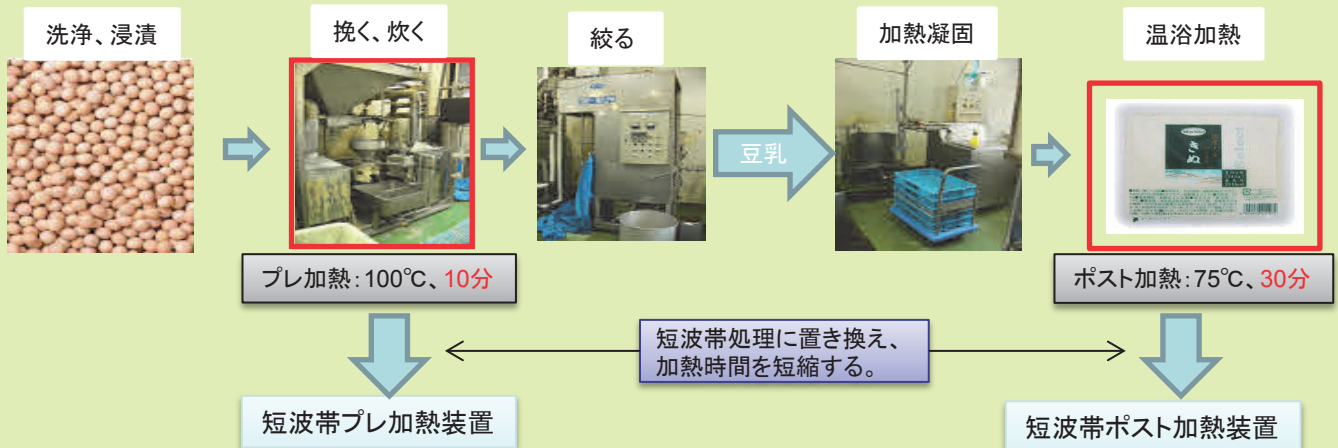 洗浄、浸漬
挽く、炊く
絞る
加熱凝固
温浴加熱
豆乳
きぬ
プレ加熱:100℃、10分
ポスト加熱:75℃、30分
短波帯処理に置き換え、
加熱時間を短縮する。
短波帯プレ加熱装置
短波帯ポスト加熱装置